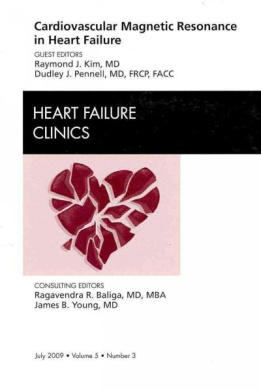 Cardiovascular Magnetic Resonance
in Heart Failure
GUEST EDITORS
Raymond J. Kim, MD
Dudley J. Pennell, MD, FRCP, FACC
HEART FAILURE
CLINICS
CONSULTING EDITORS
Ragavendra R. Baliga, MD, MBA
James B. Young, MD
July 2009 • Volume 5 • Number 3